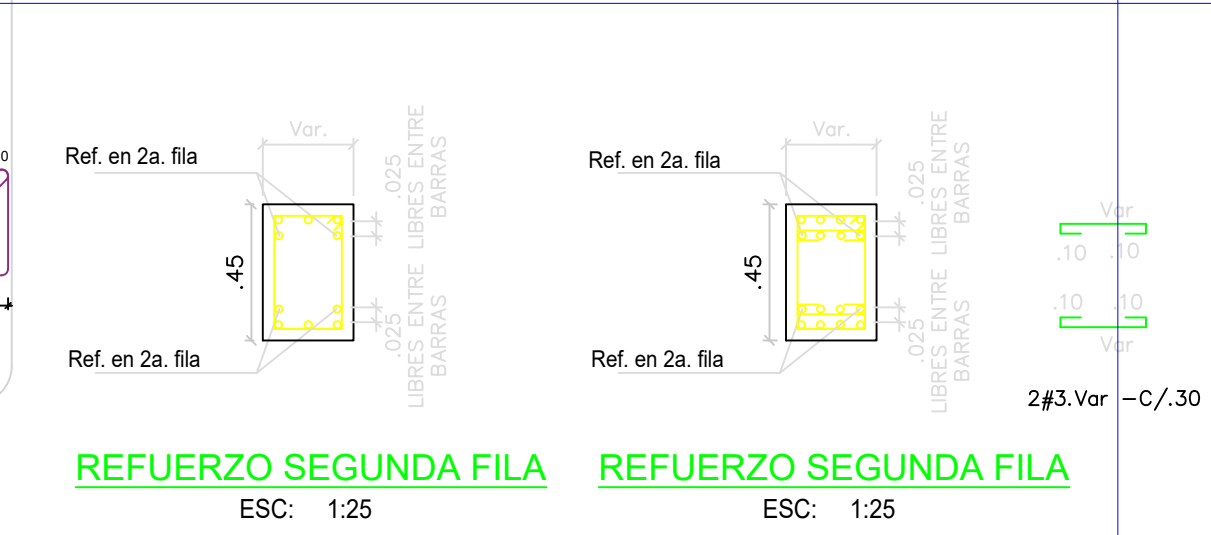 0
Var.
Ref. en 2a. fila
.025
LIBRES ENTRE
BARRAS
.45
.025
LIBRES ENTRE
BARRAS
Ref. en 2a. fila
REFUERZO SEGUNDA FILA
ESC: 1:25
Var.
Ref. en 2a. fila
.025
LIBRES ENTRE
BARRAS
.45
.025
LIBRES ENTRE
BARRAS
Ref. en 2a. fila
REFUERZO SEGUNDA FILA
ESC: 1:25
Var
.10 .10
.10 .10
Var
2#3.Var -C/.30